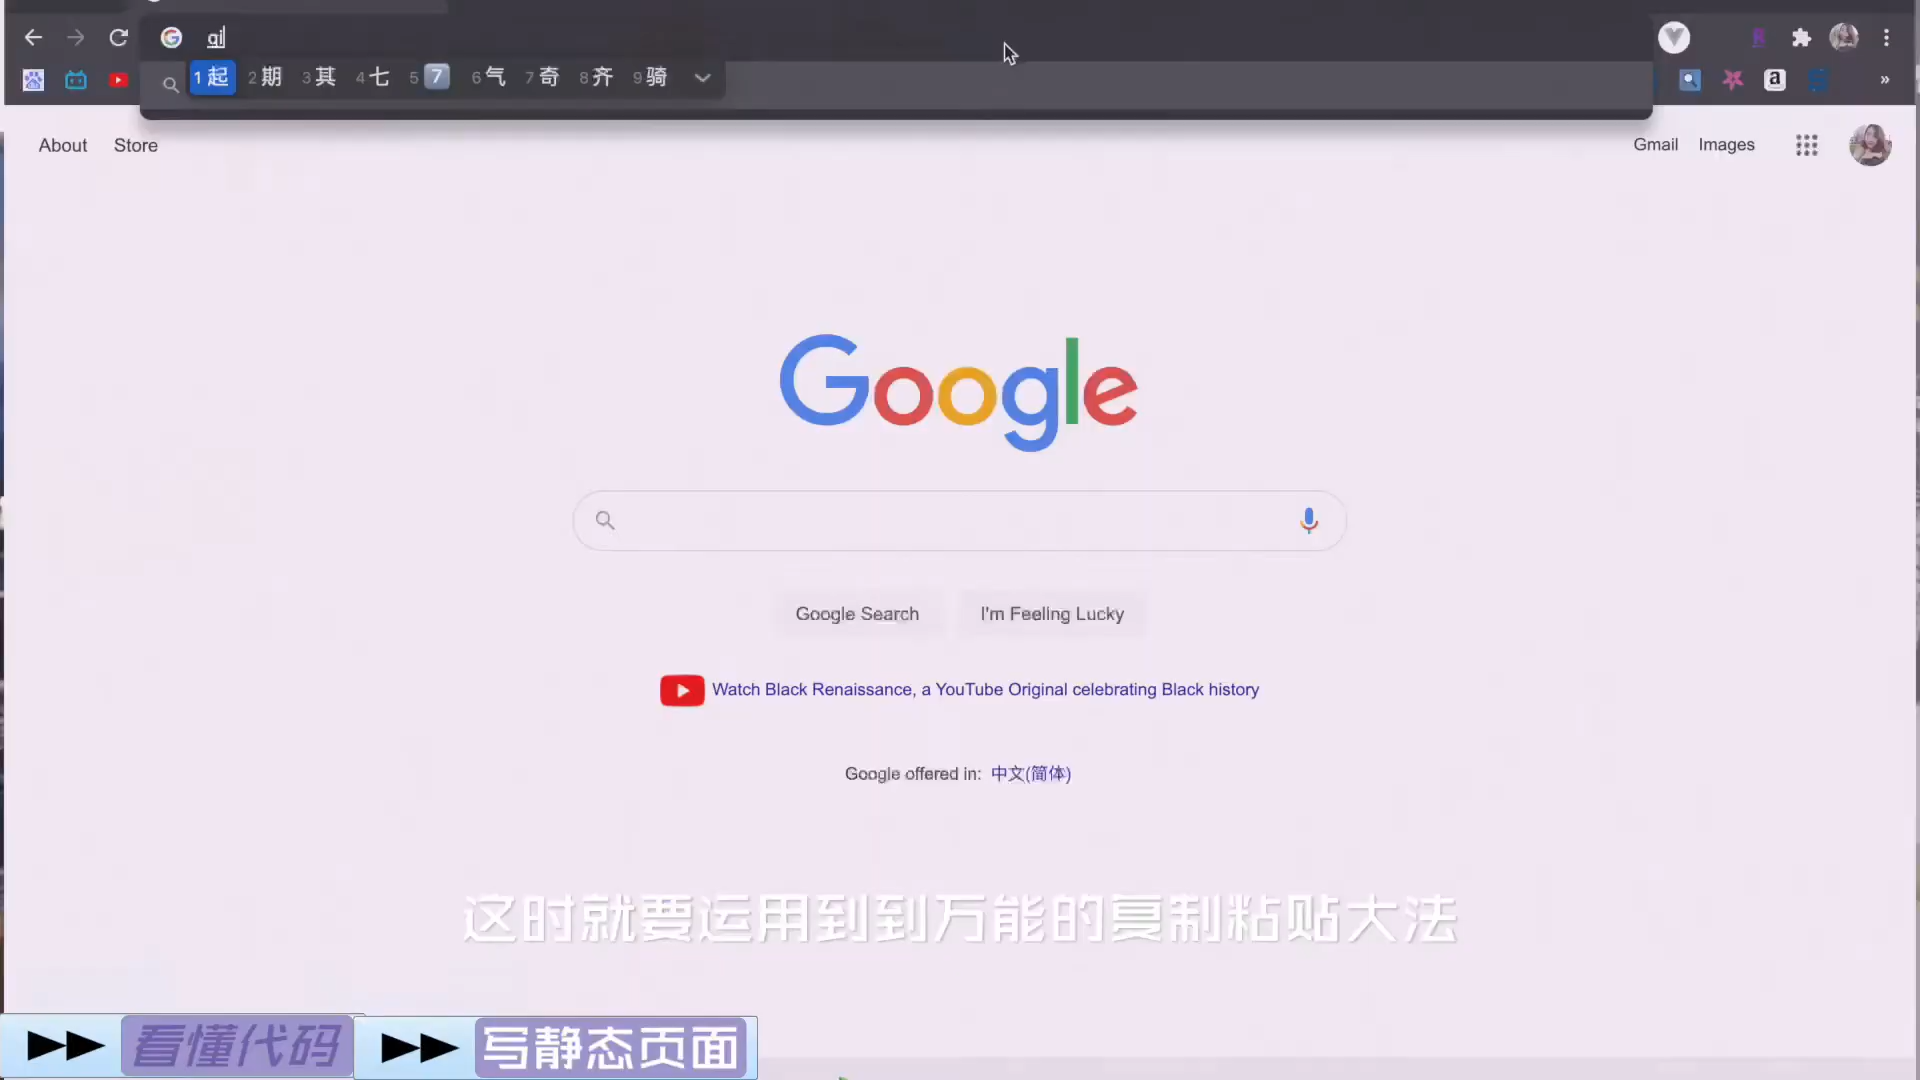 qi
1 起 2 期 3 其 4 七 5 7 6 气 7 奇 8 齐 9 骑
About Store
Gmail Images
Google
Google Search I'm Feeling Lucky
Watch Black Renaissance, a YouTube Original celebrating Black history
Google offered in: 中文(简体)
这时就要运用到到万能的复制粘贴大法
看懂代码 写静态页面